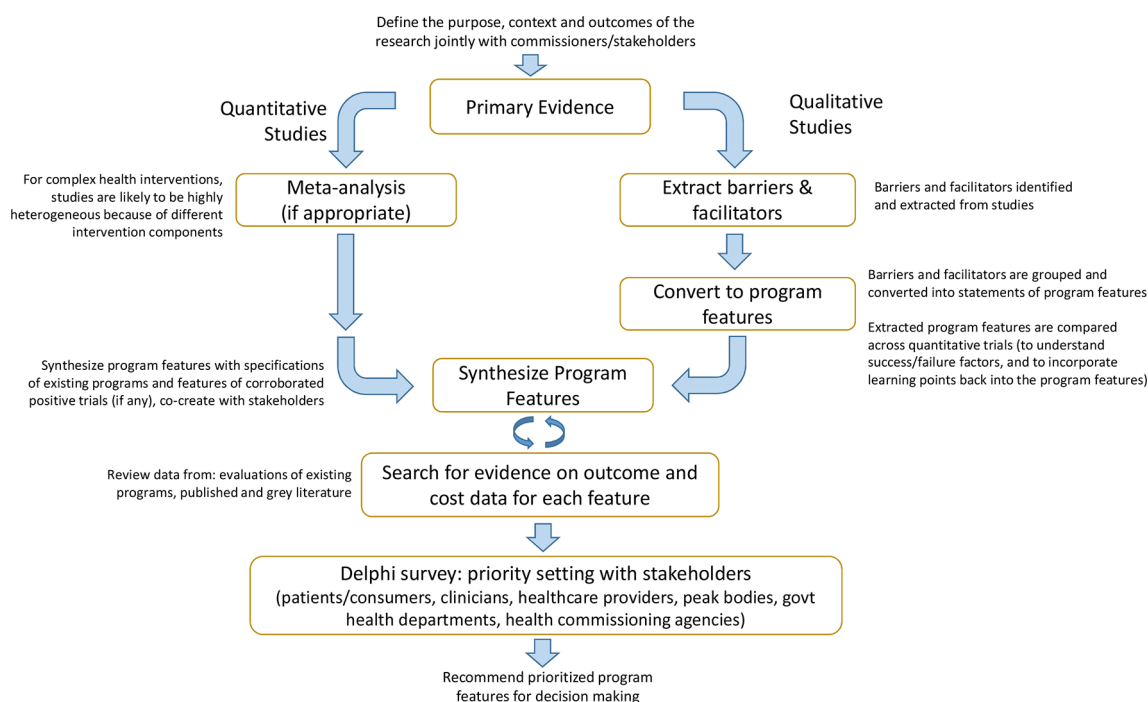 Define the purpose, context and outcomes of the
research jointly with commissioners/stakeholders
Primary Evidence
Quantitative
Studies
Qualitative
Studies
For complex health interventions,
studies are likely to be highly
heterogeneous because of different
intervention components
Meta-analysis
(if appropriate)
Extract barriers &
facilitators
Barriers and facilitators identified
and extracted from studies
Convert to program
features
Barriers and facilitators are grouped and
converted into statements of program features
Extracted program features are compared
across quantitative trials (to understand
success/failure factors, and to incorporate
learning points back into the program features)
Synthesize program features with specifications
of existing programs and features of corroborated
positive trials (if any), co-create with stakeholders
Synthesize Program
Features
Review data from: evaluations of existing
programs, published and grey literature
Search for evidence on outcome and
cost data for each feature
Delphi survey: priority setting with stakeholders
(patients/consumers, clinicians, healthcare providers, peak bodies, govt
health departments, health commissioning agencies)
Recommend prioritized program
features for decision making